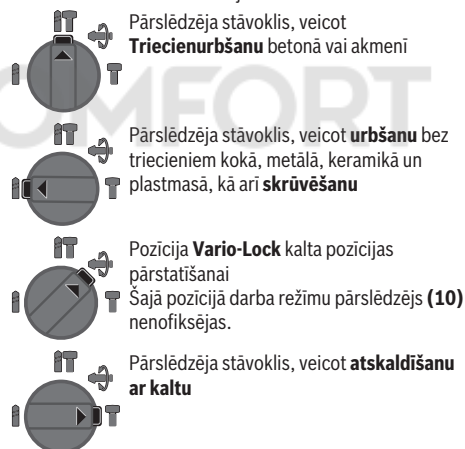 Pārslēdzēja stāvoklis, veicot
Triecienurbšanu betonā vai akmenī
Pārslēdzēja stāvoklis, veicot urbšanu bez
triecieniem kokā, metālā, keramikā un
plastmasā, kā arī skrūvēšanu
Pozīcija Vario-Lock kalta pozīcijas
pārstatīšanai
Šajā pozīcijā darba režīmu pārslēdzējs (10)
nenofiksējas.
Pārslēdzēja stāvoklis, veicot atskaldīšanu
ar kaltu